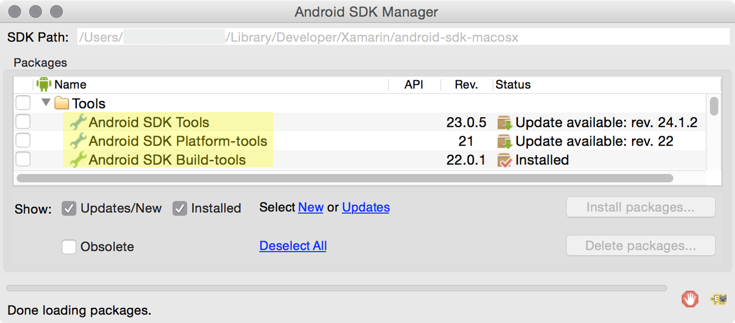 Android SDK Manager
SDK Path: /Users/ /Library/Developer/Xamarin/android-sdk-macosx
Packages
Name API Rev. Status
Tools
Android SDK Tools 23.0.5 Update available: rev. 24.1.2
Android SDK Platform-tools 21 Update available: rev. 22
Android SDK Build-tools 22.0.1 Installed
Show: Updates/New Installed Select New or Updates Install packages...
Obsolete Deselect All Delete packages...
Done loading packages.